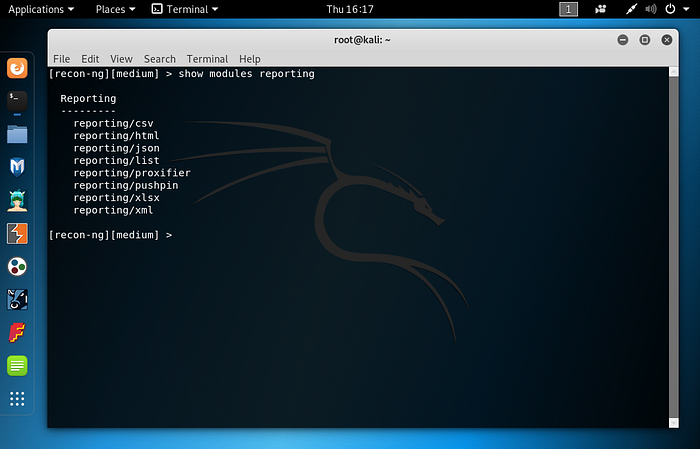 Applications Places Terminal Thu 16:17 1
root@kali: ~
File Edit View Search Terminal Help
[recon-ng][medium] > show modules reporting
Reporting
---------
reporting/csv
reporting/html
reporting/json
reporting/list
reporting/proxifier
reporting/pushpin
reporting/xlsx
reporting/xml
[recon-ng][medium] >